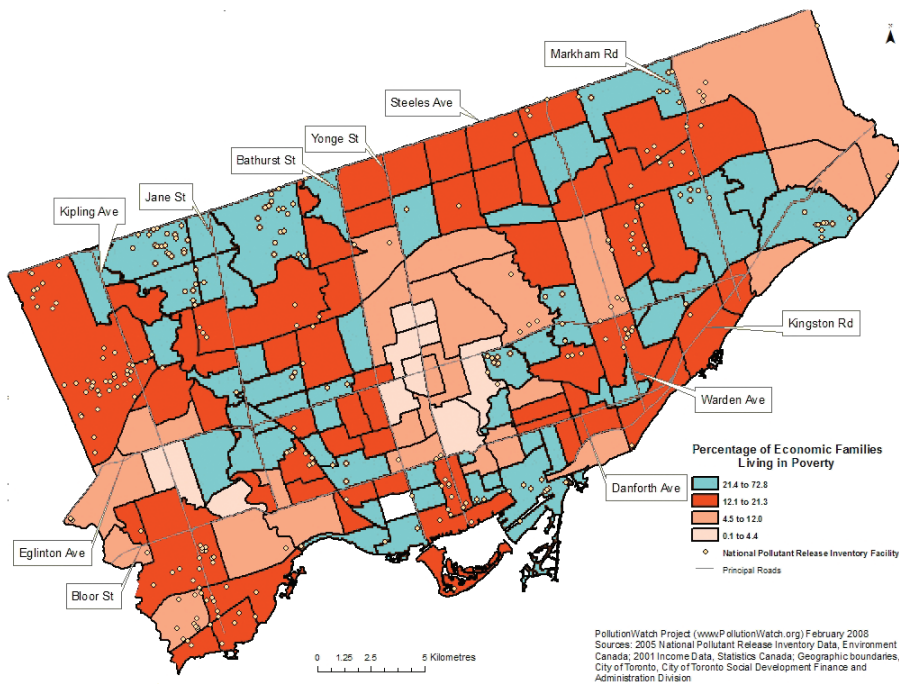 Markham Rd
Steeles Ave
Yonge St
Bathurst St
Jane St
Kipling Ave
Kingston Rd
Warden Ave
Danforth Ave
Eglinton Ave
Bloor St
Percentage of Economic Families
Living in Poverty
21.4 to 72.8
12.1 to 21.3
4.5 to 12.0
0.1 to 4.4
National Pollutant Release Inventory Facility
Principal Roads
0 1.25 2.5 5 Kilometres
PollutionWatch Project (www.PollutionWatch.org) February 2008
Sources: 2005 National Pollutant Release Inventory Data, Environment
Canada; 2001 Income Data, Statistics Canada; Geographic boundaries,
City of Toronto, City of Toronto Social Development Finance and
Administration Division